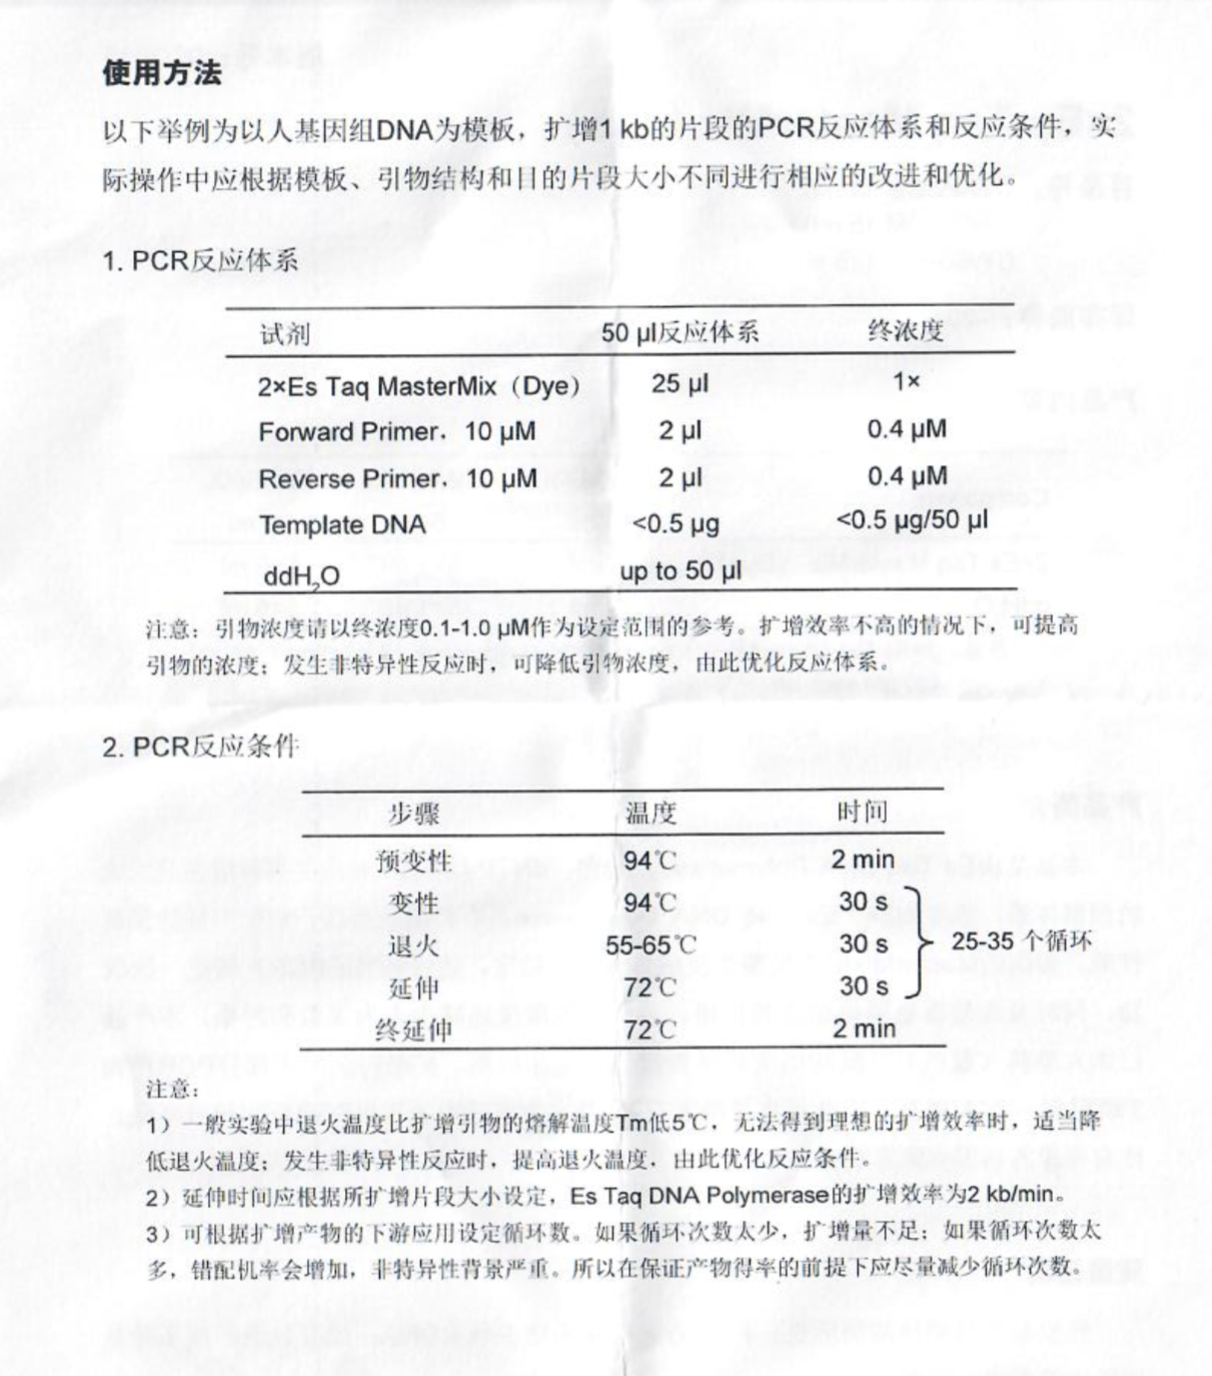 使用方法
以下举例为以人基因组DNA为模板，扩增1 kb的片段的PCR反应体系和反应条件，实
际操作中应根据模板、引物结构和目的片段大小不同进行相应的改进和优化。
1. PCR反应体系
试剂 50 µl反应体系 终浓度
2×Es Taq MasterMix（Dye） 25 µl 1×
Forward Primer，10 µM 2 µl 0.4 µM
Reverse Primer，10 µM 2 µl 0.4 µM
Template DNA <0.5 µg <0.5 µg/50 µl
ddH₂O up to 50 µl
注意：引物浓度请以终浓度0.1-1.0 µM作为设定范围的参考。扩增效率不高的情况下，可提高
引物的浓度；发生非特异性反应时，可降低引物浓度，由此优化反应体系。
2. PCR反应条件
步骤 温度 时间
预变性 94℃ 2 min
变性 94℃ 30 s
退火 55-65℃ 30 s 25-35 个循环
延伸 72℃ 30 s
终延伸 72℃ 2 min
注意：
1）一般实验中退火温度比扩增引物的熔解温度Tm低5℃，无法得到理想的扩增效率时，适当降
低退火温度；发生非特异性反应时，提高退火温度，由此优化反应条件。
2）延伸时间应根据所扩增片段大小设定，Es Taq DNA Polymerase的扩增效率为2 kb/min。
3）可根据扩增产物的下游应用设定循环数。如果循环次数太少，扩增量不足；如果循环次数太
多，错配机率会增加，非特异性背景严重。所以在保证产物得率的前提下应尽量减少循环次数。